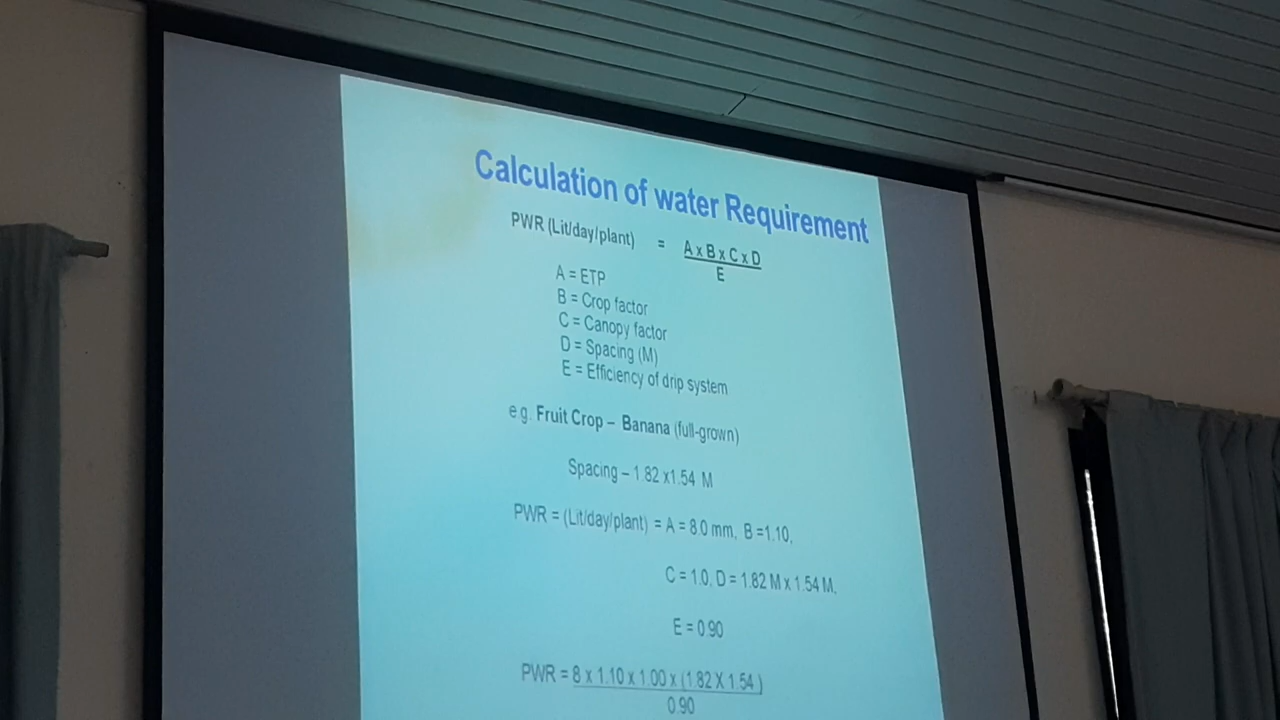 Calculation of water Requirement
PWR (Lit/day/plant) = A x B x C x D
E
A = ETP
B = Crop factor
C = Canopy factor
D = Spacing (M)
E = Efficiency of drip system
e.g. Fruit Crop – Banana (full-grown)
Spacing – 1.82 x1.54 M
PWR = (Lit/day/plant) = A = 8.0 mm, B =1.10,
C = 1.0, D = 1.82 M x 1.54 M,
E = 0.90
PWR = 8 x 1.10 x 1.00 x (1.82 X 1.54 )
0.90